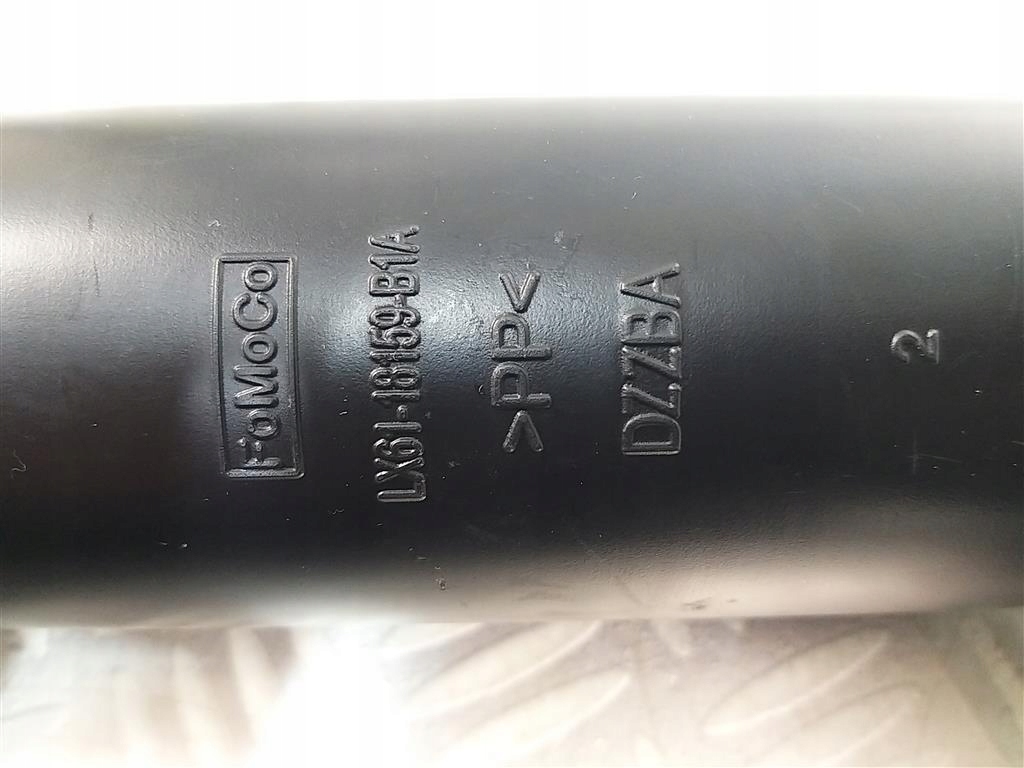 FoMoCo
LX61-18159-B1A
>PP<
DZZBA
2